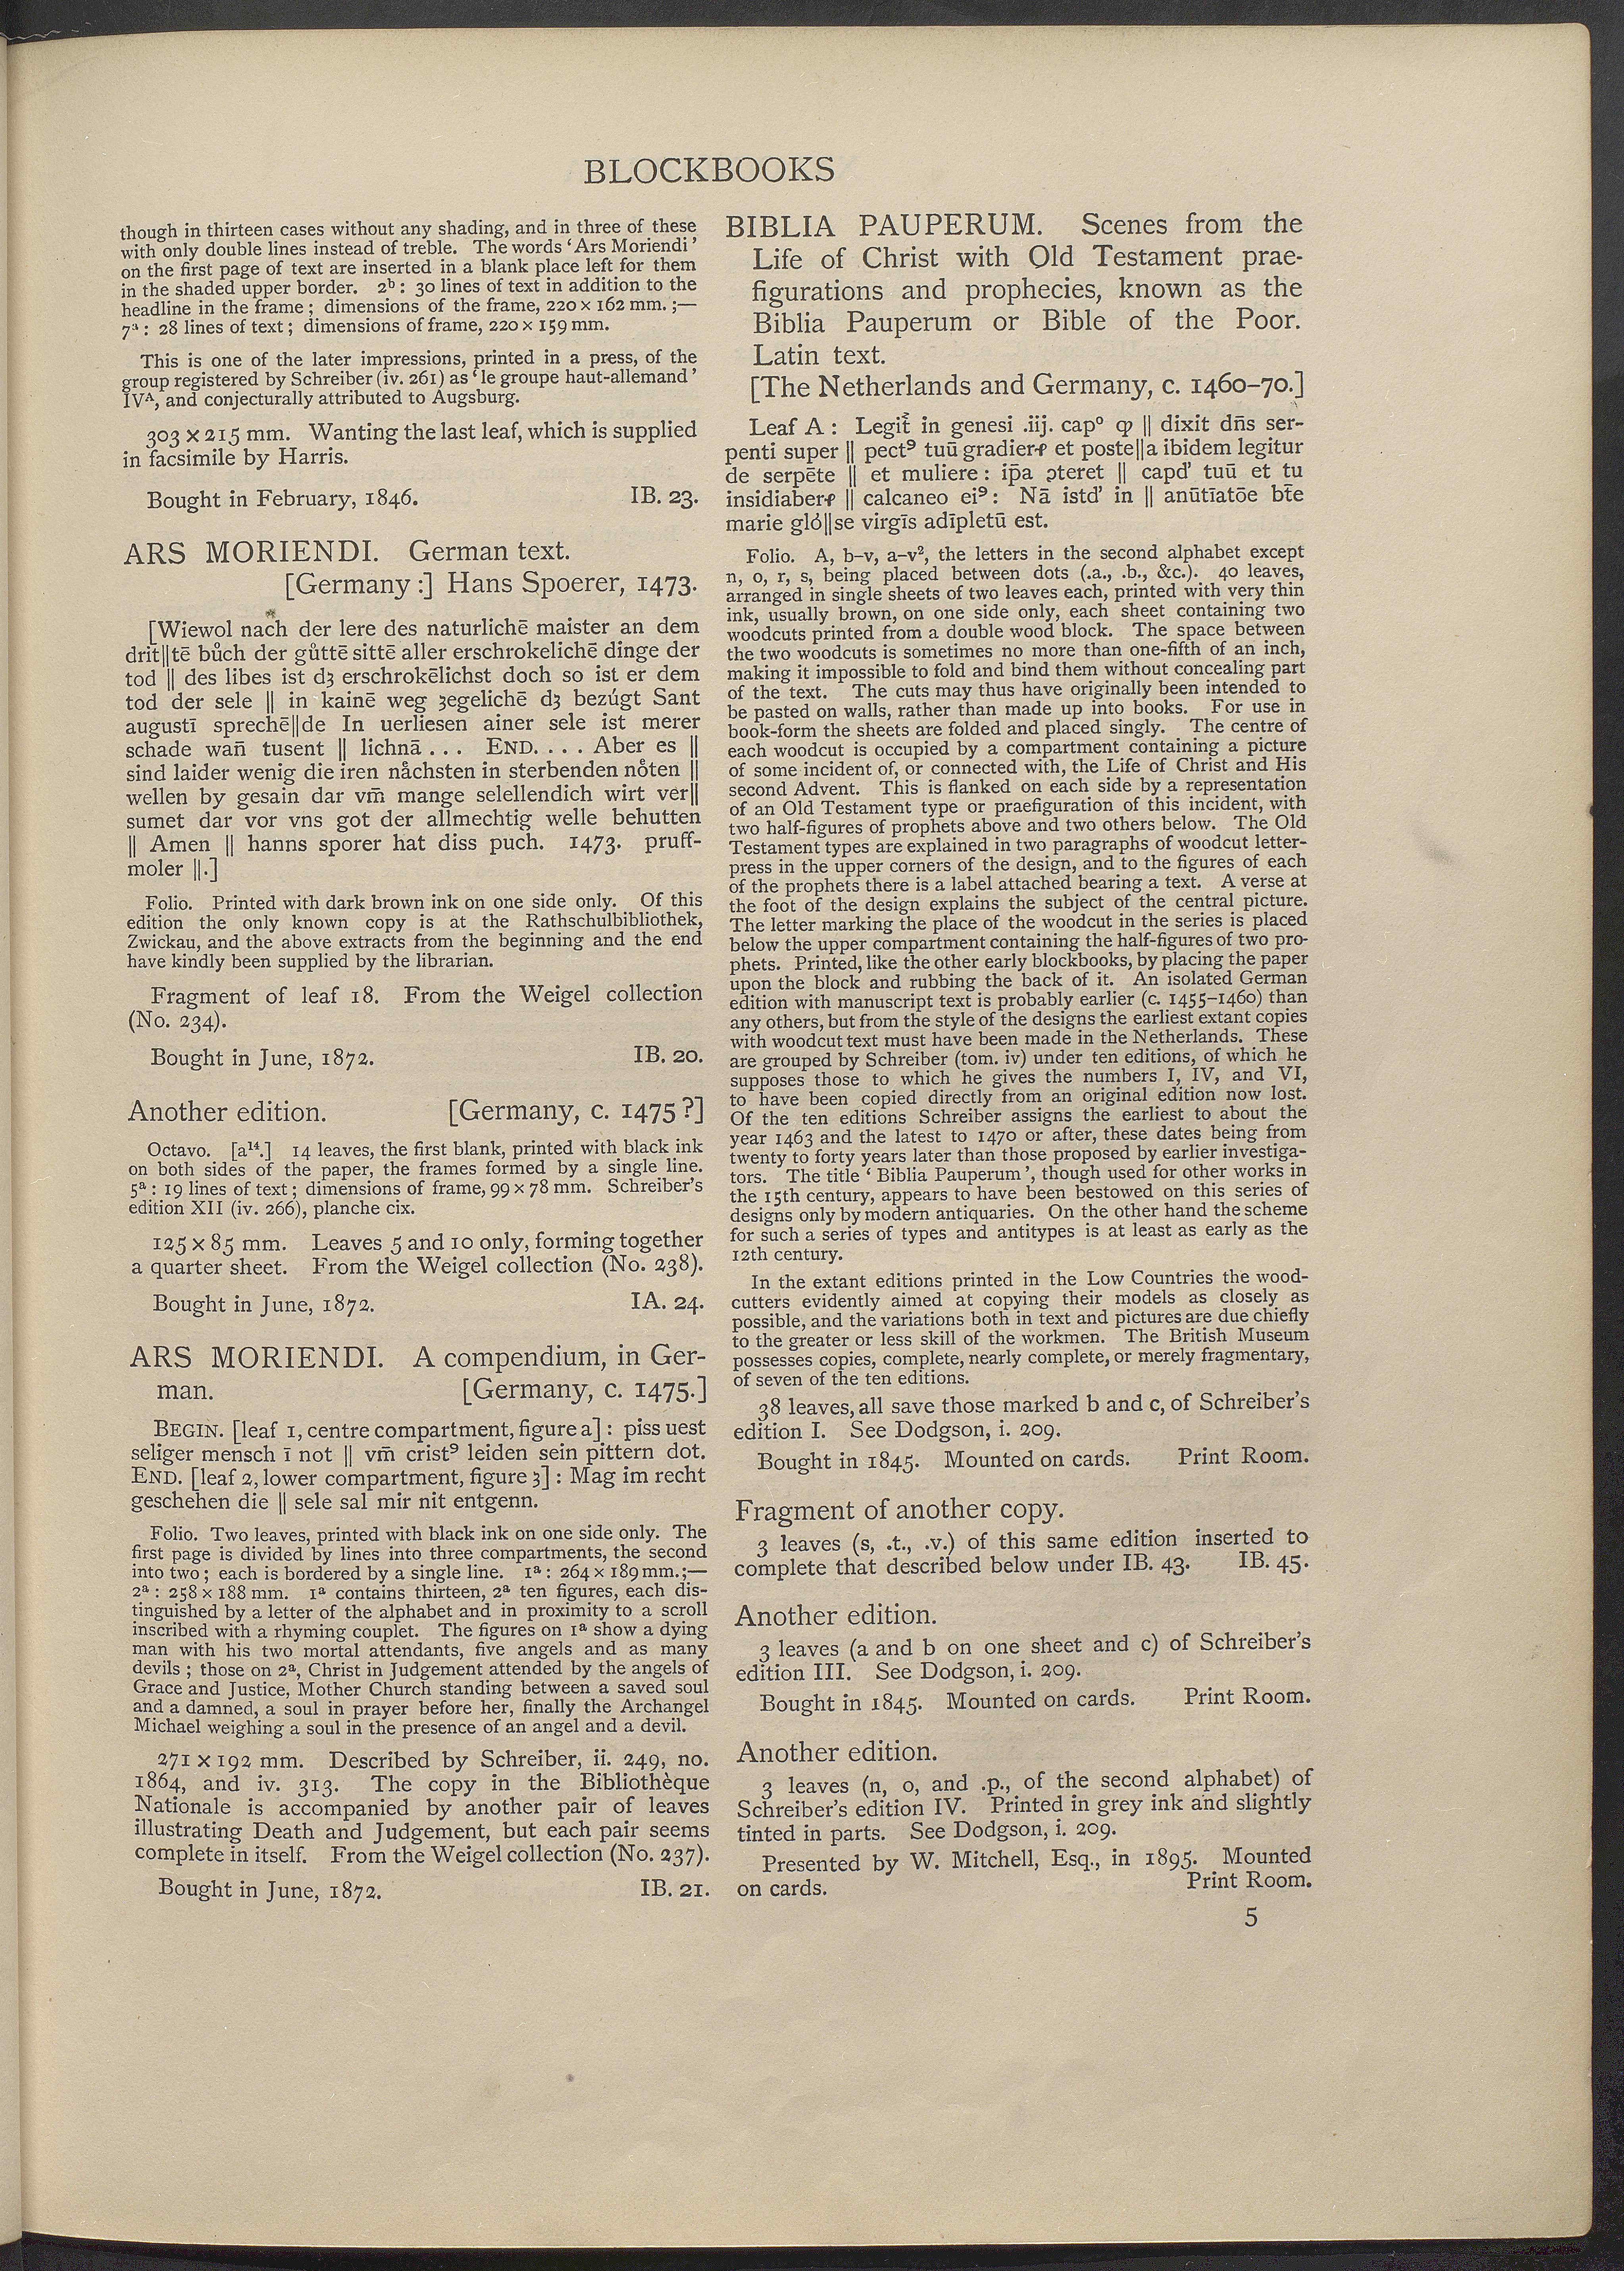 BLOCKBOOKS
though in thirteen cases without any shading, and in three of these
with only double lines instead of treble. The words ‘Ars Moriendi’
on the first page of text are inserted in a blank place left for them
in the shaded upper border. 2ᵇ: 30 lines of text in addition to the
headline in the frame; dimensions of the frame, 220 × 162 mm.;—
7ᵃ: 28 lines of text; dimensions of frame, 220 × 159 mm.
This is one of the later impressions, printed in a press, of the
group registered by Schreiber (iv. 261) as ‘le groupe haut-allemand’
IVᴬ, and conjecturally attributed to Augsburg.
303 × 215 mm. Wanting the last leaf, which is supplied
in facsimile by Harris.
Bought in February, 1846. IB. 23.
ARS MORIENDI. German text.
[Germany:] Hans Spoerer, 1473.
[Wiewol nach der lere des naturlichē maister an dem
drit||tē bůch der gůttē sittē aller erschrokelichē dinge der
tod || des libes ist dȝ erschrokēlichst doch so ist er dem
tod der sele || in kainē weg ȝegelichē dȝ bezúgt Sant
augustī sprechē||de In uerliesen ainer sele ist merer
schade wan̄ tusent || lichnā . . . END. . . . Aber es ||
sind laider wenig die iren nåchsten in sterbenden no̊ten ||
wellen by gesain dar vm̄ mange selellendich wirt ver||
sumet dar vor vns got der allmechtig welle behutten
|| Amen || hanns sporer hat diss puch. 1473. pruff-
moler ||.]
Folio. Printed with dark brown ink on one side only. Of this
edition the only known copy is at the Rathschulbibliothek,
Zwickau, and the above extracts from the beginning and the end
have kindly been supplied by the librarian.
Fragment of leaf 18. From the Weigel collection
(No. 234).
Bought in June, 1872. IB. 20.
Another edition. [Germany, c. 1475?]
Octavo. [a¹⁴.] 14 leaves, the first blank, printed with black ink
on both sides of the paper, the frames formed by a single line.
5ᵃ: 19 lines of text; dimensions of frame, 99 × 78 mm. Schreiber's
edition XII (iv. 266), planche cix.
125 × 85 mm. Leaves 5 and 10 only, forming together
a quarter sheet. From the Weigel collection (No. 238).
Bought in June, 1872. IA. 24.
ARS MORIENDI. A compendium, in Ger-
man. [Germany, c. 1475.]
BEGIN. [leaf 1, centre compartment, figure a]: piss uest
seliger mensch ī not || vm̄ crist⁹ leiden sein pittern dot.
END. [leaf 2, lower compartment, figure 3]: Mag im recht
geschehen die || sele sal mir nit entgenn.
Folio. Two leaves, printed with black ink on one side only. The
first page is divided by lines into three compartments, the second
into two; each is bordered by a single line. 1ᵃ: 264 × 189 mm.;—
2ᵃ: 258 × 188 mm. 1ᵃ contains thirteen, 2ᵃ ten figures, each dis-
tinguished by a letter of the alphabet and in proximity to a scroll
inscribed with a rhyming couplet. The figures on 1ᵃ show a dying
man with his two mortal attendants, five angels and as many
devils; those on 2ᵃ, Christ in Judgement attended by the angels of
Grace and Justice, Mother Church standing between a saved soul
and a damned, a soul in prayer before her, finally the Archangel
Michael weighing a soul in the presence of an angel and a devil.
271 × 192 mm. Described by Schreiber, ii. 249, no.
1864, and iv. 313. The copy in the Bibliothèque
Nationale is accompanied by another pair of leaves
illustrating Death and Judgement, but each pair seems
complete in itself. From the Weigel collection (No. 237).
Bought in June, 1872. IB. 21.
BIBLIA PAUPERUM. Scenes from the
Life of Christ with Old Testament prae-
figurations and prophecies, known as the
Biblia Pauperum or Bible of the Poor.
Latin text.
[The Netherlands and Germany, c. 1460–70.]
Leaf A: Legit᷑ in genesi .iij. capº ꝙ || dixit dn̄s ser-
penti super || pect⁹ tuū gradierꝭ et poste||a ibidem legitur
de serpēte || et muliere: ip̄a ɔteret || capd' tuū et tu
insidiaberꝭ || calcaneo ei⁹: Nā istd' in || anūtīatōe bt̄e
marie gló||se virgīs adīpletū est.
Folio. A, b–v, a–v², the letters in the second alphabet except
n, o, r, s, being placed between dots (.a., .b., &c.). 40 leaves,
arranged in single sheets of two leaves each, printed with very thin
ink, usually brown, on one side only, each sheet containing two
woodcuts printed from a double wood block. The space between
the two woodcuts is sometimes no more than one-fifth of an inch,
making it impossible to fold and bind them without concealing part
of the text. The cuts may thus have originally been intended to
be pasted on walls, rather than made up into books. For use in
book-form the sheets are folded and placed singly. The centre of
each woodcut is occupied by a compartment containing a picture
of some incident of, or connected with, the Life of Christ and His
second Advent. This is flanked on each side by a representation
of an Old Testament type or praefiguration of this incident, with
two half-figures of prophets above and two others below. The Old
Testament types are explained in two paragraphs of woodcut letter-
press in the upper corners of the design, and to the figures of each
of the prophets there is a label attached bearing a text. A verse at
the foot of the design explains the subject of the central picture.
The letter marking the place of the woodcut in the series is placed
below the upper compartment containing the half-figures of two pro-
phets. Printed, like the other early blockbooks, by placing the paper
upon the block and rubbing the back of it. An isolated German
edition with manuscript text is probably earlier (c. 1455–1460) than
any others, but from the style of the designs the earliest extant copies
with woodcut text must have been made in the Netherlands. These
are grouped by Schreiber (tom. iv) under ten editions, of which he
supposes those to which he gives the numbers I, IV, and VI,
to have been copied directly from an original edition now lost.
Of the ten editions Schreiber assigns the earliest to about the
year 1463 and the latest to 1470 or after, these dates being from
twenty to forty years later than those proposed by earlier investiga-
tors. The title ‘Biblia Pauperum’, though used for other works in
the 15th century, appears to have been bestowed on this series of
designs only by modern antiquaries. On the other hand the scheme
for such a series of types and antitypes is at least as early as the
12th century.
In the extant editions printed in the Low Countries the wood-
cutters evidently aimed at copying their models as closely as
possible, and the variations both in text and pictures are due chiefly
to the greater or less skill of the workmen. The British Museum
possesses copies, complete, nearly complete, or merely fragmentary,
of seven of the ten editions.
38 leaves, all save those marked b and c, of Schreiber's
edition I. See Dodgson, i. 209.
Bought in 1845. Mounted on cards. Print Room.
Fragment of another copy.
3 leaves (s, .t., .v.) of this same edition inserted to
complete that described below under IB. 43. IB. 45.
Another edition.
3 leaves (a and b on one sheet and c) of Schreiber's
edition III. See Dodgson, i. 209.
Bought in 1845. Mounted on cards. Print Room.
Another edition.
3 leaves (n, o, and .p., of the second alphabet) of
Schreiber's edition IV. Printed in grey ink and slightly
tinted in parts. See Dodgson, i. 209.
Presented by W. Mitchell, Esq., in 1895. Mounted
on cards. Print Room.
5